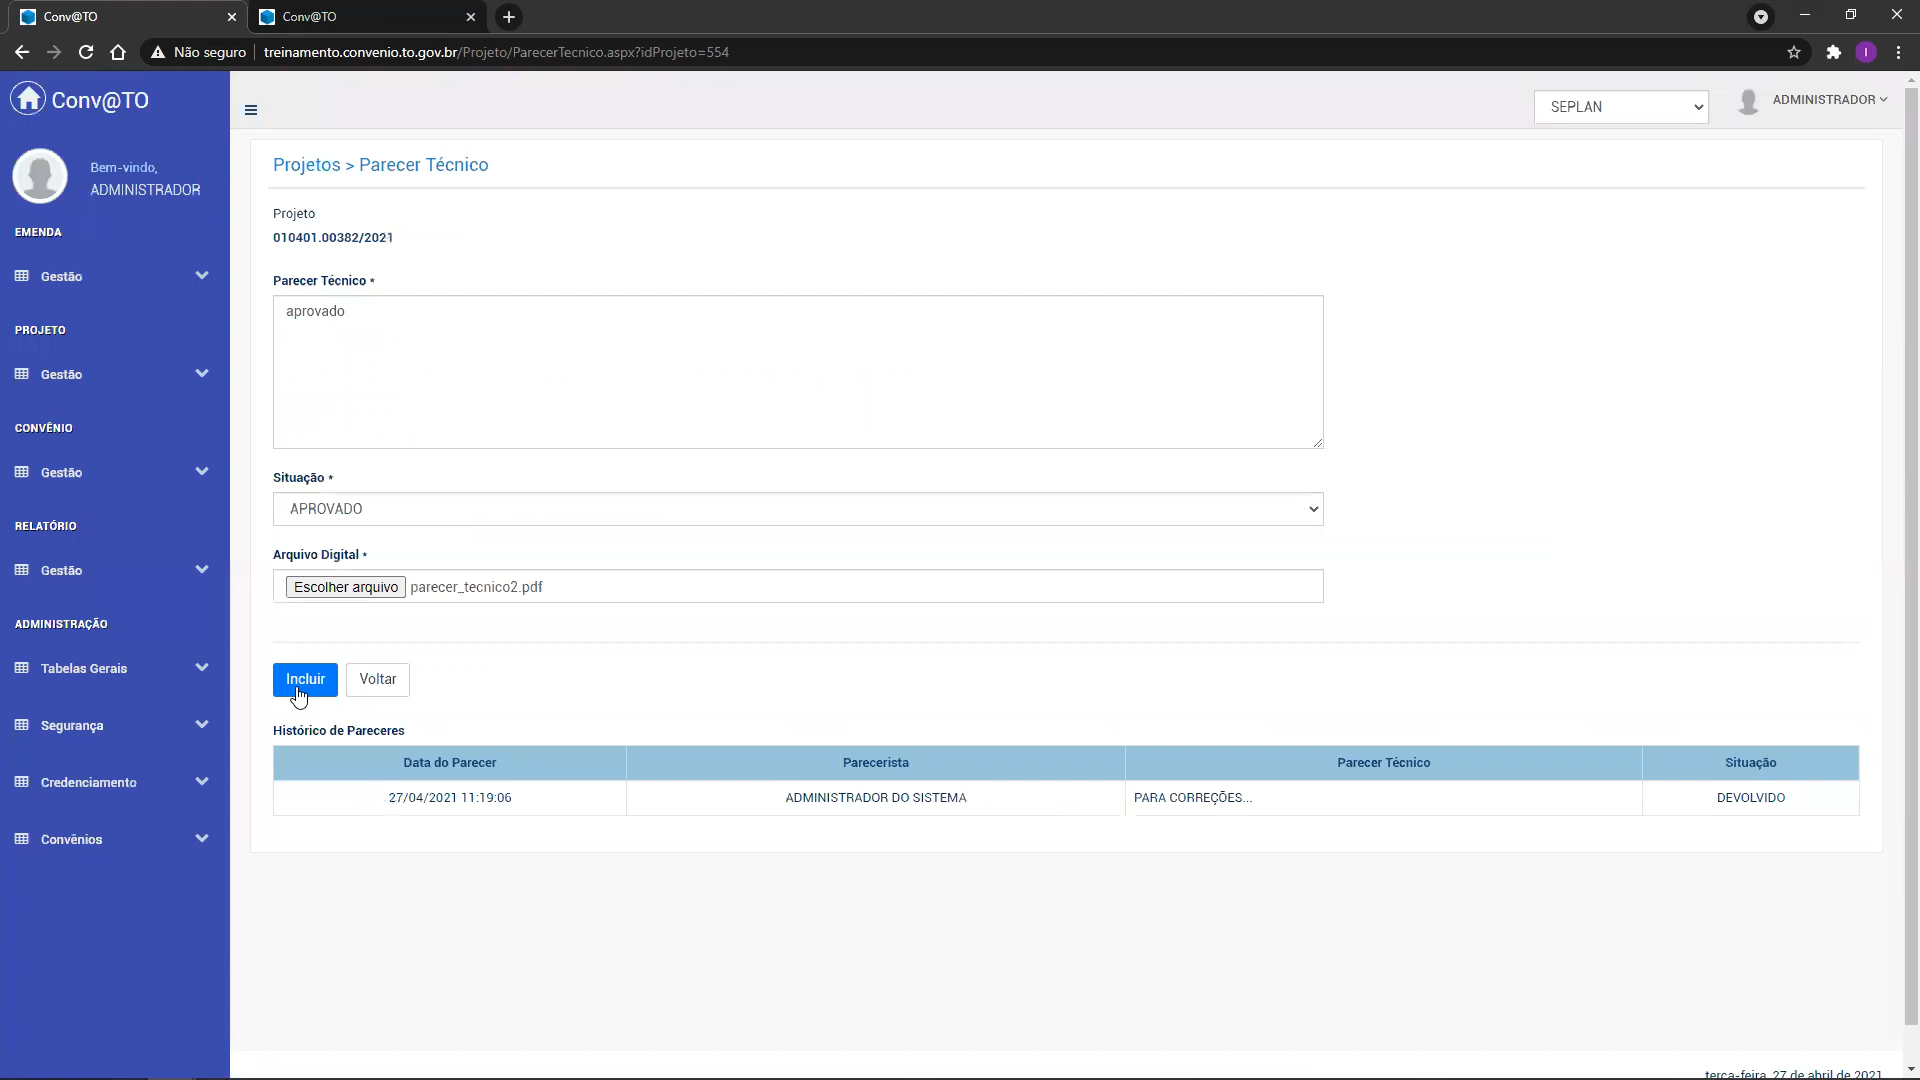 Conv@TO
Conv@TO
Não seguro
treinamento.convenio.to.gov.br/Projeto/ParecerTecnico.aspx?idProjeto=554
I
Conv@TO
SEPLAN
ADMINISTRADOR
Bem-vindo,
ADMINISTRADOR
EMENDA
Gestão
PROJETO
Gestão
CONVÊNIO
Gestão
RELATÓRIO
Gestão
ADMINISTRAÇÃO
Tabelas Gerais
Segurança
Credenciamento
Convênios
Projetos > Parecer Técnico
Projeto
010401.00382/2021
Parecer Técnico *
aprovado
Situação *
APROVADO
Arquivo Digital *
Escolher arquivo parecer_tecnico2.pdf
Incluir
Voltar
Histórico de Pareceres
Data do Parecer Parecerista Parecer Técnico Situação
27/04/2021 11:19:06 ADMINISTRADOR DO SISTEMA PARA CORREÇÕES... DEVOLVIDO
terça-feira, 27 de abril de 2021